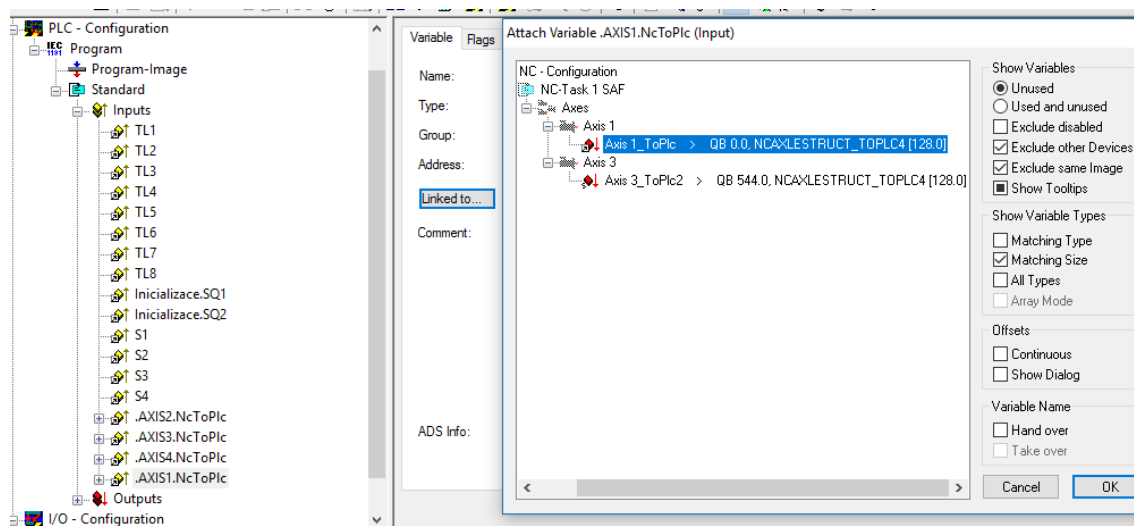 PLC - Configuration
IEC
1131
Program
Program-Image
Standard
Inputs
TL1
TL2
TL3
TL4
TL5
TL6
TL7
TL8
Inicializace.SQ1
Inicializace.SQ2
S1
S2
S3
S4
.AXIS2.NcToPlc
.AXIS3.NcToPlc
.AXIS4.NcToPlc
.AXIS1.NcToPlc
Outputs
I/O - Configuration
Variable Flags
Name:
Type:
Group:
Address:
Linked to...
Comment:
ADS Info:
Attach Variable .AXIS1.NcToPlc (Input)
NC - Configuration
NC-Task 1 SAF
Axes
Axis 1
Axis 1_ToPlc > QB 0.0, NCAXLESTRUCT_TOPLC4 [128.0]
Axis 3
Axis 3_ToPlc2 > QB 544.0, NCAXLESTRUCT_TOPLC4 [128.0]
Show Variables
Unused
Used and unused
Exclude disabled
Exclude other Devices
Exclude same Image
Show Tooltips
Show Variable Types
Matching Type
Matching Size
All Types
Array Mode
Offsets
Continuous
Show Dialog
Variable Name
Hand over
Take over
Cancel OK